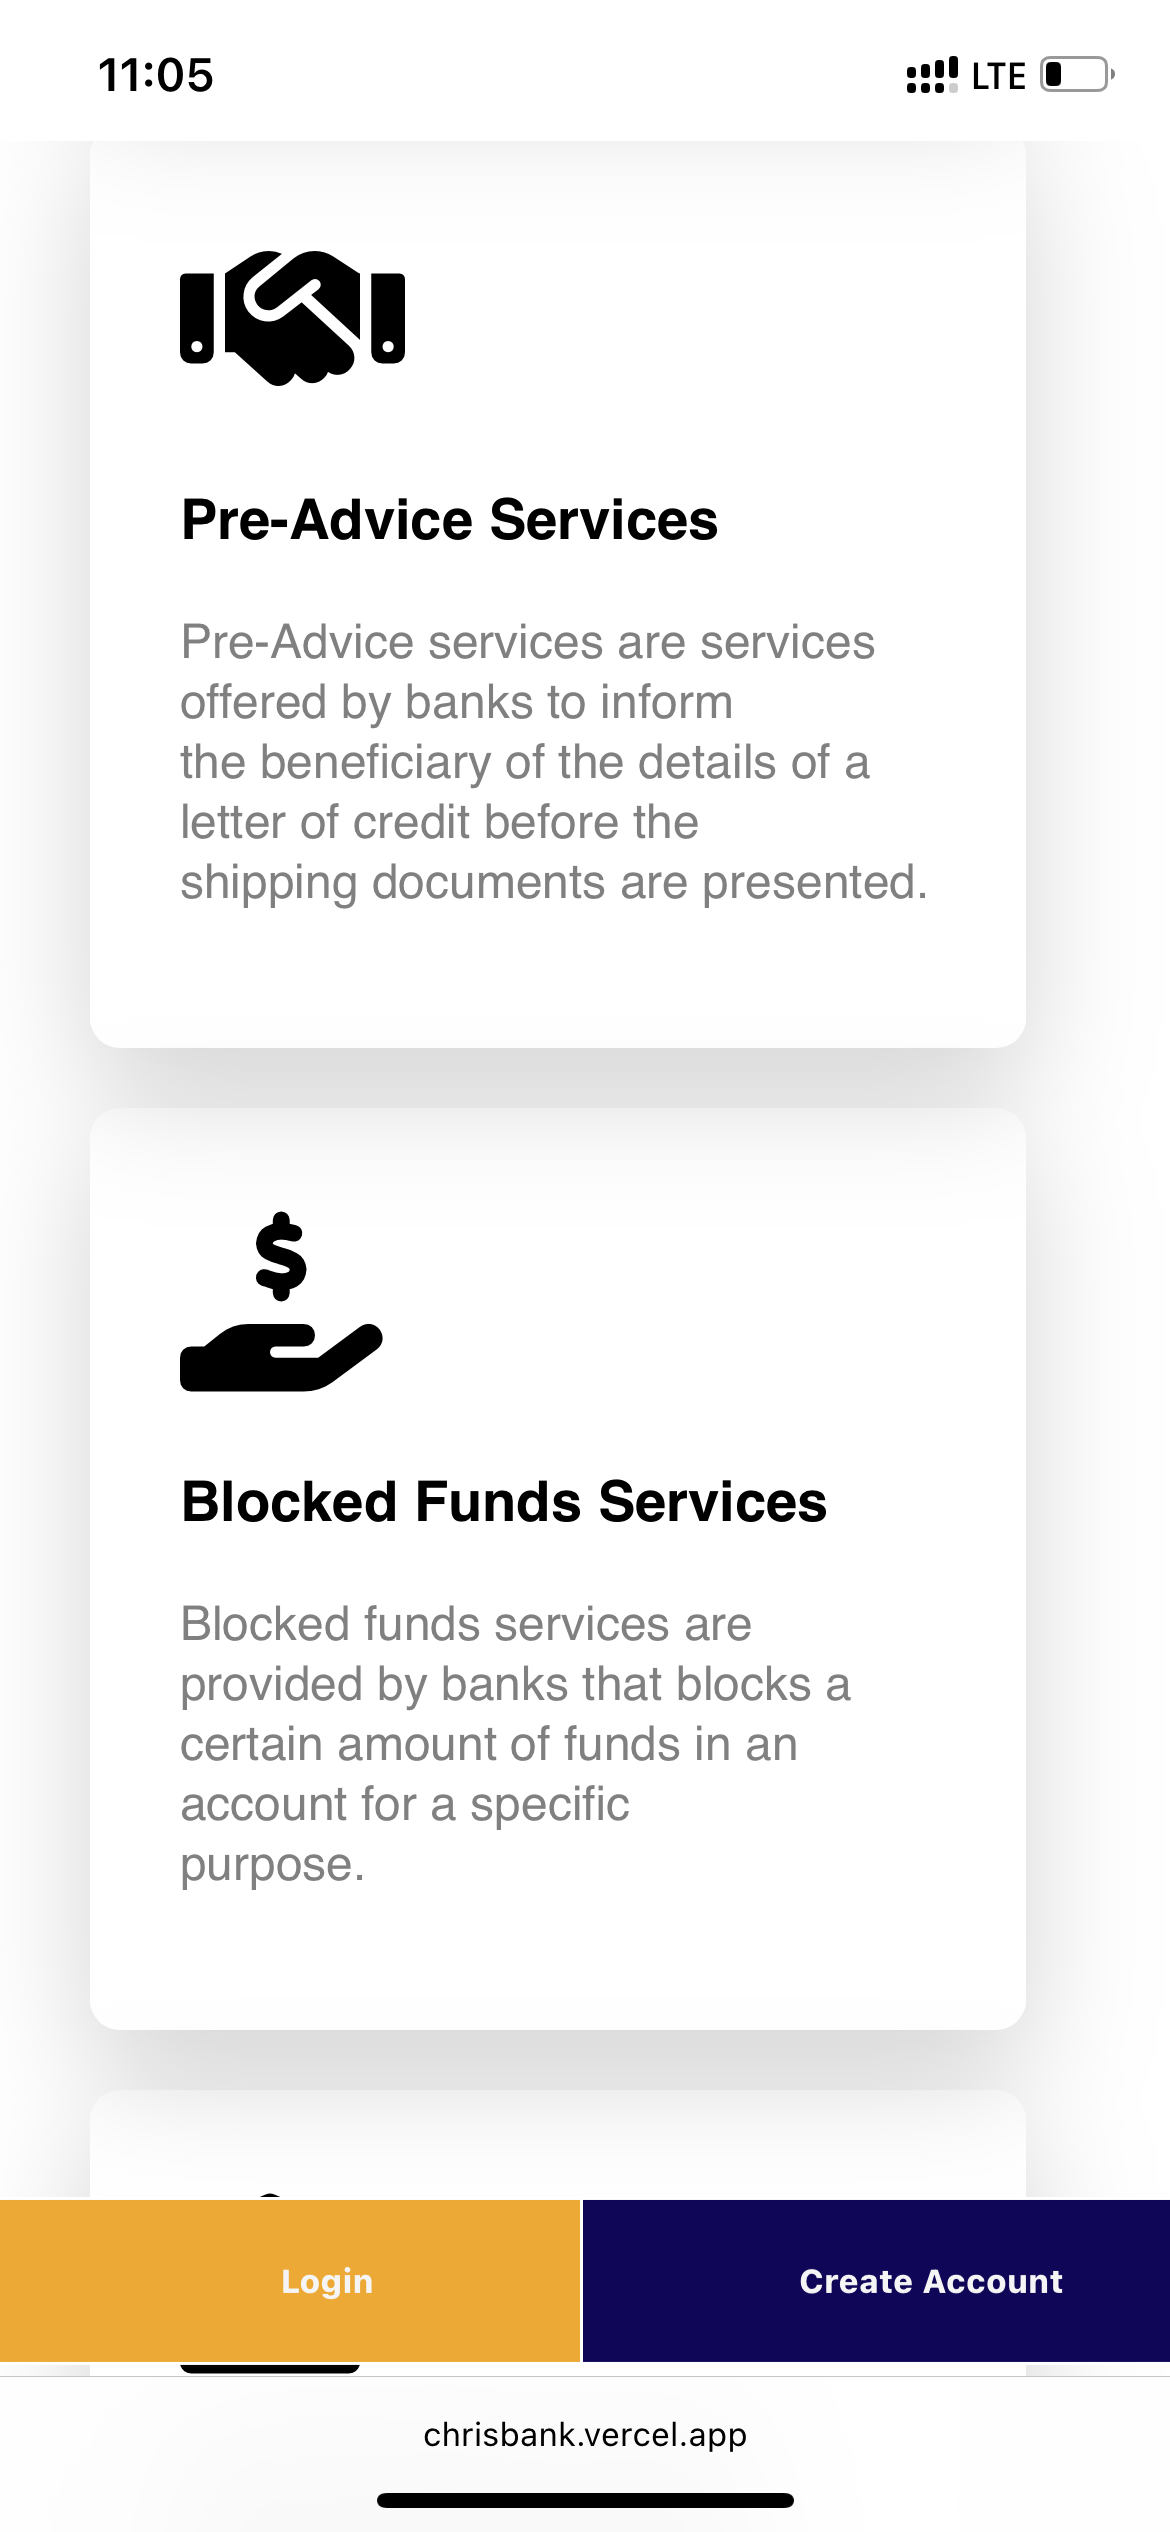 11:05
LTE
Pre-Advice Services
Pre-Advice services are services
offered by banks to inform
the beneficiary of the details of a
letter of credit before the
shipping documents are presented.
$
Blocked Funds Services
Blocked funds services are
provided by banks that blocks a
certain amount of funds in an
account for a specific
purpose.
Login
Create Account
chrisbank.vercel.app